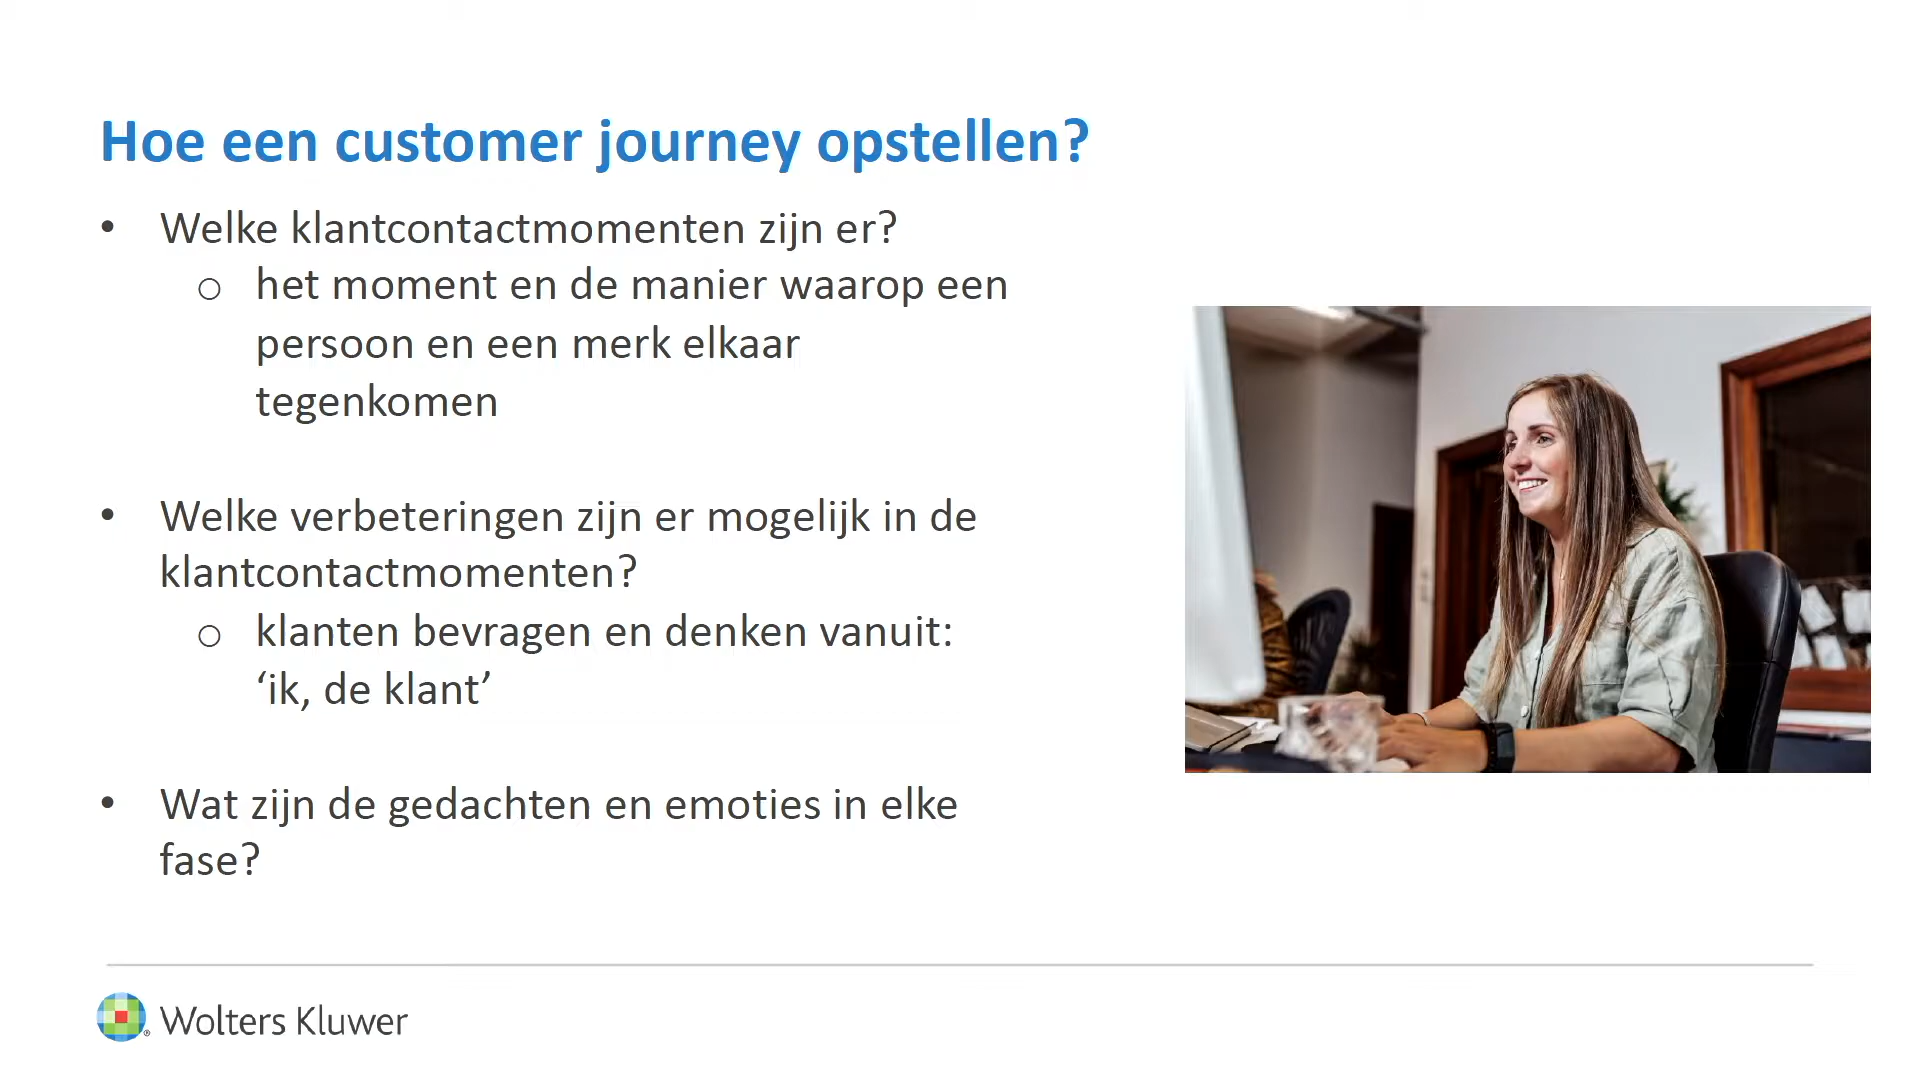 Hoe een customer journey opstellen?
• Welke klantcontactmomenten zijn er?
o het moment en de manier waarop een
persoon en een merk elkaar
tegenkomen
• Welke verbeteringen zijn er mogelijk in de
klantcontactmomenten?
o klanten bevragen en denken vanuit:
‘ik, de klant’
• Wat zijn de gedachten en emoties in elke
fase?
Wolters Kluwer